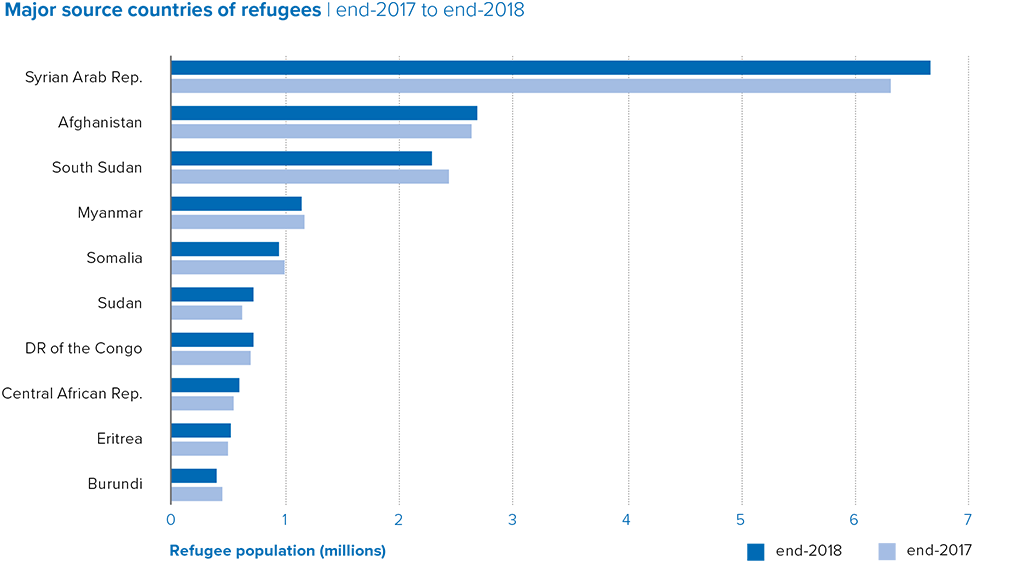 Major source countries of refugees | end-2017 to end-2018
Syrian Arab Rep.
Afghanistan
South Sudan
Myanmar
Somalia
Sudan
DR of the Congo
Central African Rep.
Eritrea
Burundi
0 1 2 3 4 5 6 7
Refugee population (millions)
end-2018 end-2017